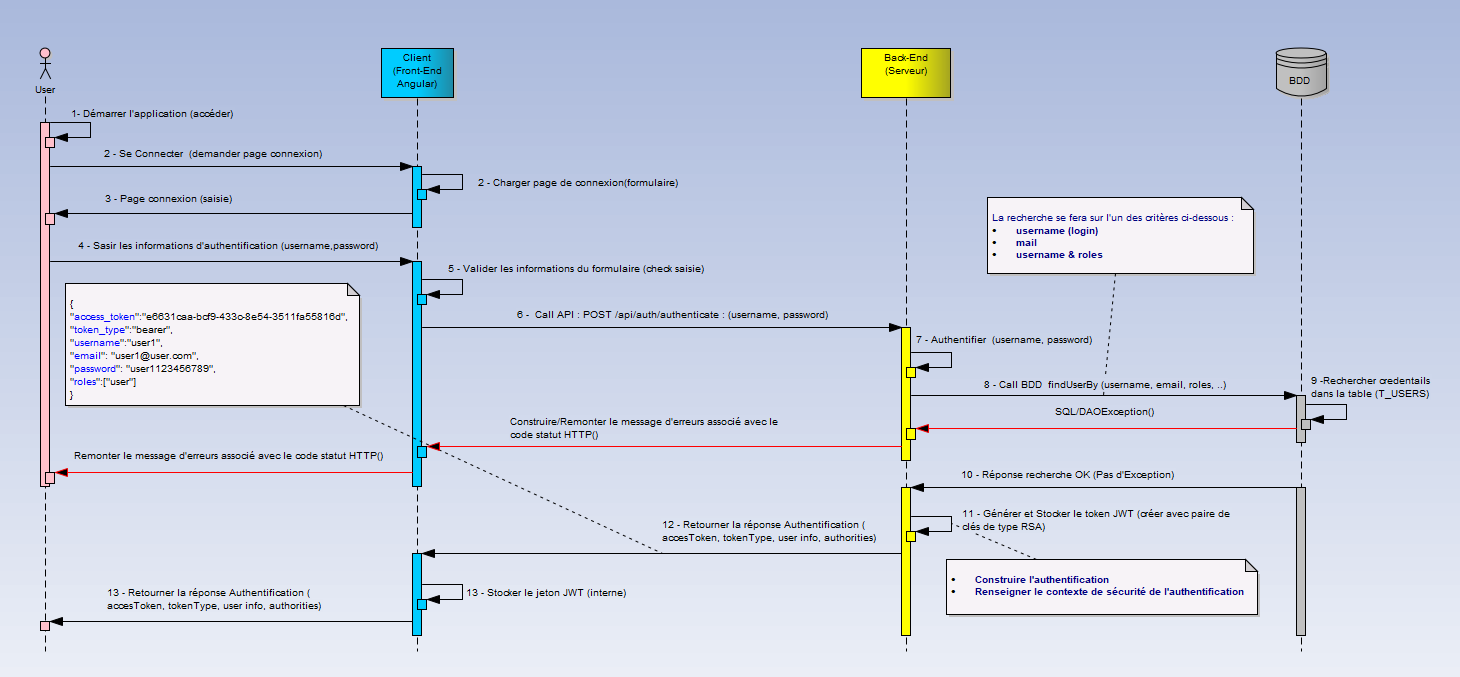 Client
(Front-End
Angular)
Back-End
(Serveur)
BDD
User
1- Démarrer l'application (accéder)
2 - Se Connecter (demander page connexion)
2 - Charger page de connexion(formulaire)
3 - Page connexion (saisie)
La recherche se fera sur l'un des critères ci-dessous :
• username (login)
• mail
• username & roles
4 - Sasir les informations d'authentification (username,password)
5 - Valider les informations du formulaire (check saisie)
{
"access_token":"e6631caa-bcf9-433c-8e54-3511fa55816d",
"token_type":"bearer",
"username":"user1",
"email": "user1@user.com",
"password": "user1123456789",
"roles":["user"]
}
6 - Call API : POST /api/auth/authenticate : (username, password)
7 - Authentifier (username, password)
8 - Call BDD findUserBy (username, email, roles, ..)
9 -Rechercher credentails
dans la table (T_USERS)
SQL/DAOException()
Construire/Remonter le message d'erreurs associé avec le
code statut HTTP()
Remonter le message d'erreurs associé avec le code statut HTTP()
10 - Réponse recherche OK (Pas d'Exception)
11 - Générer et Stocker le token JWT (créer avec paire de
clés de type RSA)
12 - Retourner la réponse Authentification (
accesToken, tokenType, user info, authorities)
• Construire l'authentification
• Renseigner le contexte de sécurité de l'authentification
13 - Stocker le jeton JWT (interne)
13 - Retourner la réponse Authentification (
accesToken, tokenType, user info, authorities)